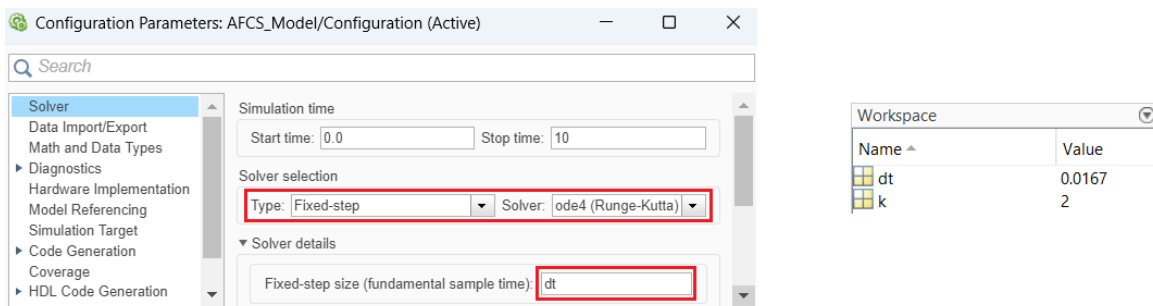 Configuration Parameters: AFCS_Model/Configuration (Active)
Search
Solver
Data Import/Export
Math and Data Types
Diagnostics
Hardware Implementation
Model Referencing
Simulation Target
Code Generation
Coverage
HDL Code Generation
Simulation time
Start time: 0.0 Stop time: 10
Solver selection
Type: Fixed-step Solver: ode4 (Runge-Kutta)
Solver details
Fixed-step size (fundamental sample time): dt
Workspace
Name Value
dt 0.0167
k 2